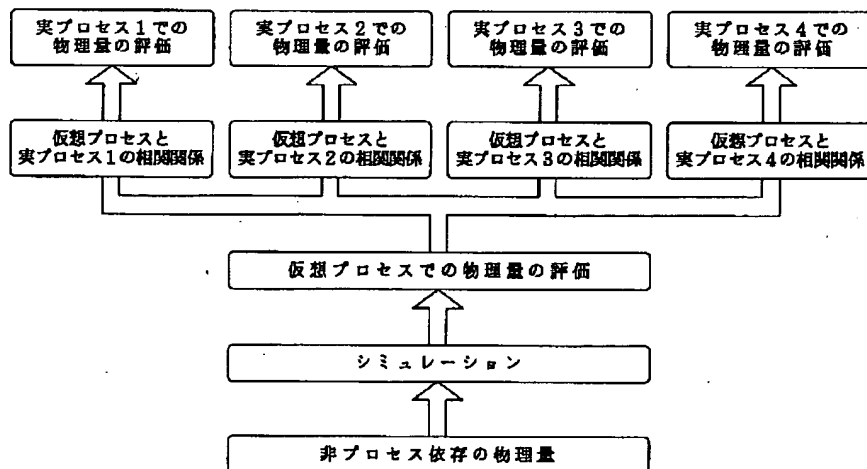 実プロセス1での
物理量の評価
実プロセス2での
物理量の評価
実プロセス3での
物理量の評価
実プロセス4での
物理量の評価
仮想プロセスと
実プロセス1の相関関係
仮想プロセスと
実プロセス2の相関関係
仮想プロセスと
実プロセス3の相関関係
仮想プロセスと
実プロセス4の相関関係
仮想プロセスでの物理量の評価
シミュレーション
非プロセス依存の物理量